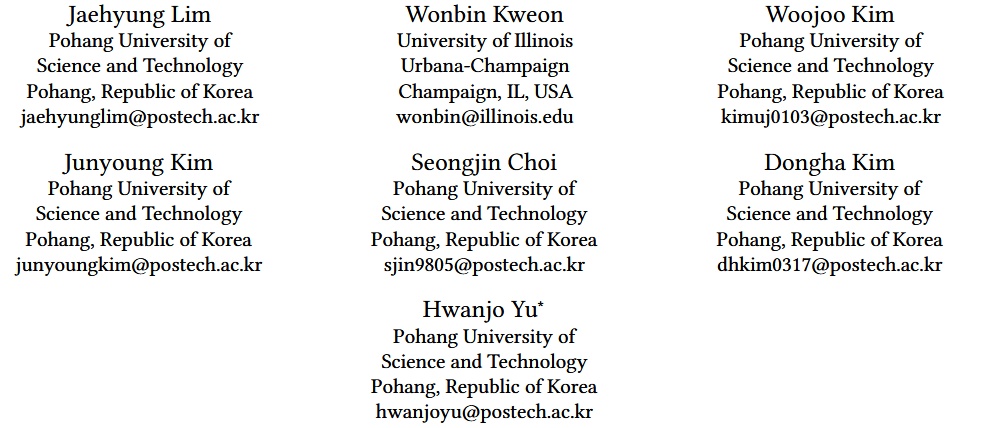 Jaehyung Lim
Pohang University of
Science and Technology
Pohang, Republic of Korea
jaehyunglim@postech.ac.kr
Wonbin Kweon
University of Illinois
Urbana-Champaign
Champaign, IL, USA
wonbin@illinois.edu
Woojoo Kim
Pohang University of
Science and Technology
Pohang, Republic of Korea
kimuj0103@postech.ac.kr
Junyoung Kim
Pohang University of
Science and Technology
Pohang, Republic of Korea
junyoungkim@postech.ac.kr
Seongjin Choi
Pohang University of
Science and Technology
Pohang, Republic of Korea
sjin9805@postech.ac.kr
Dongha Kim
Pohang University of
Science and Technology
Pohang, Republic of Korea
dhkim0317@postech.ac.kr
Hwanjo Yu*
Pohang University of
Science and Technology
Pohang, Republic of Korea
hwanjoyu@postech.ac.kr